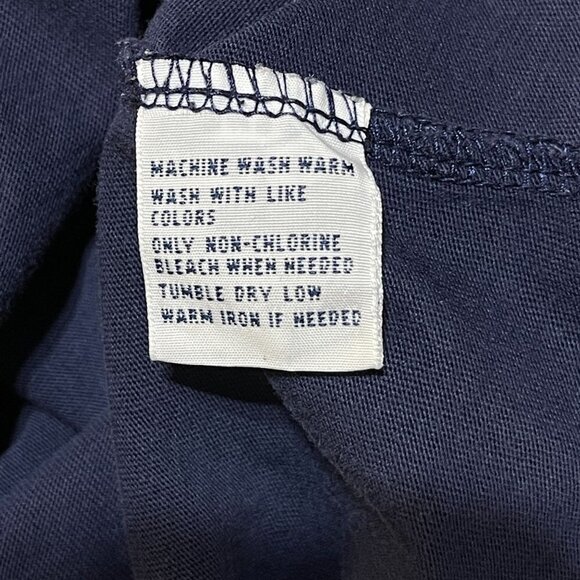 MACHINE WASH WARM
WASH WITH LIKE
COLORS
ONLY NON-CHLORINE
BLEACH WHEN NEEDED
TUMBLE DRY LOW
WARM IRON IF NEEDED